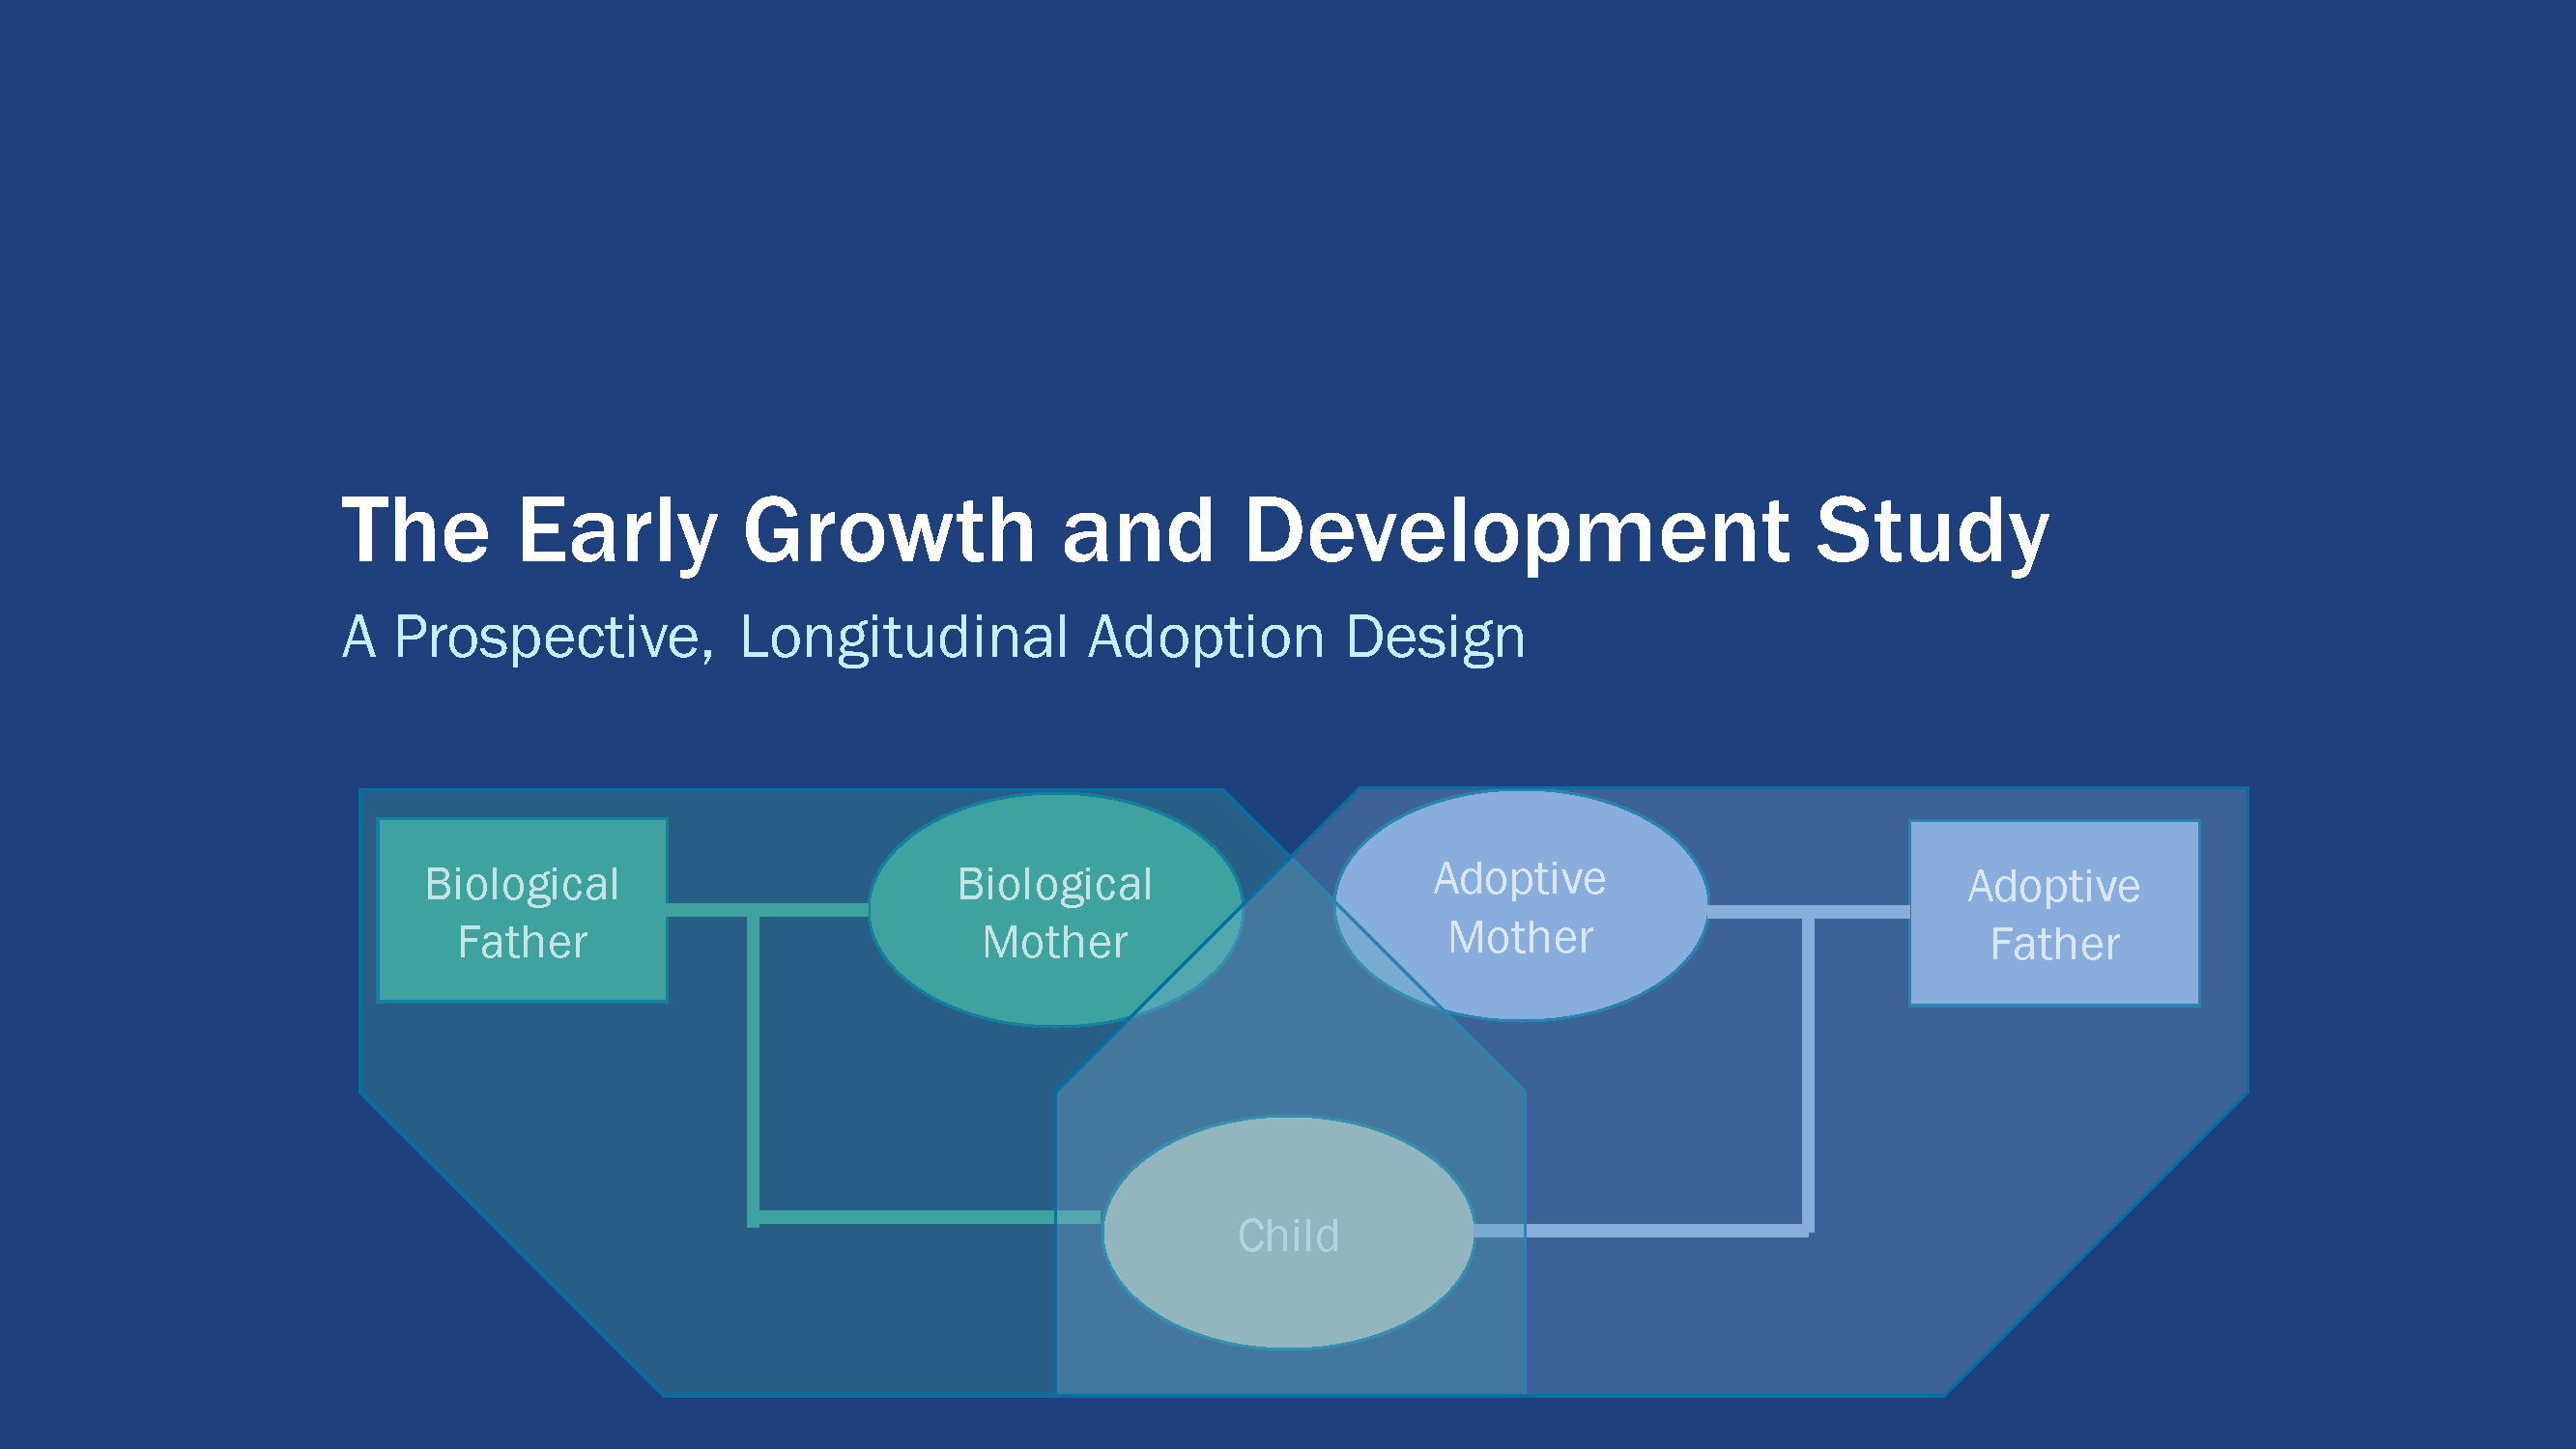 The Early Growth and Development Study
A Prospective, Longitudinal Adoption Design
Biological
Father
Biological
Mother
Adoptive
Mother
Adoptive
Father
Child